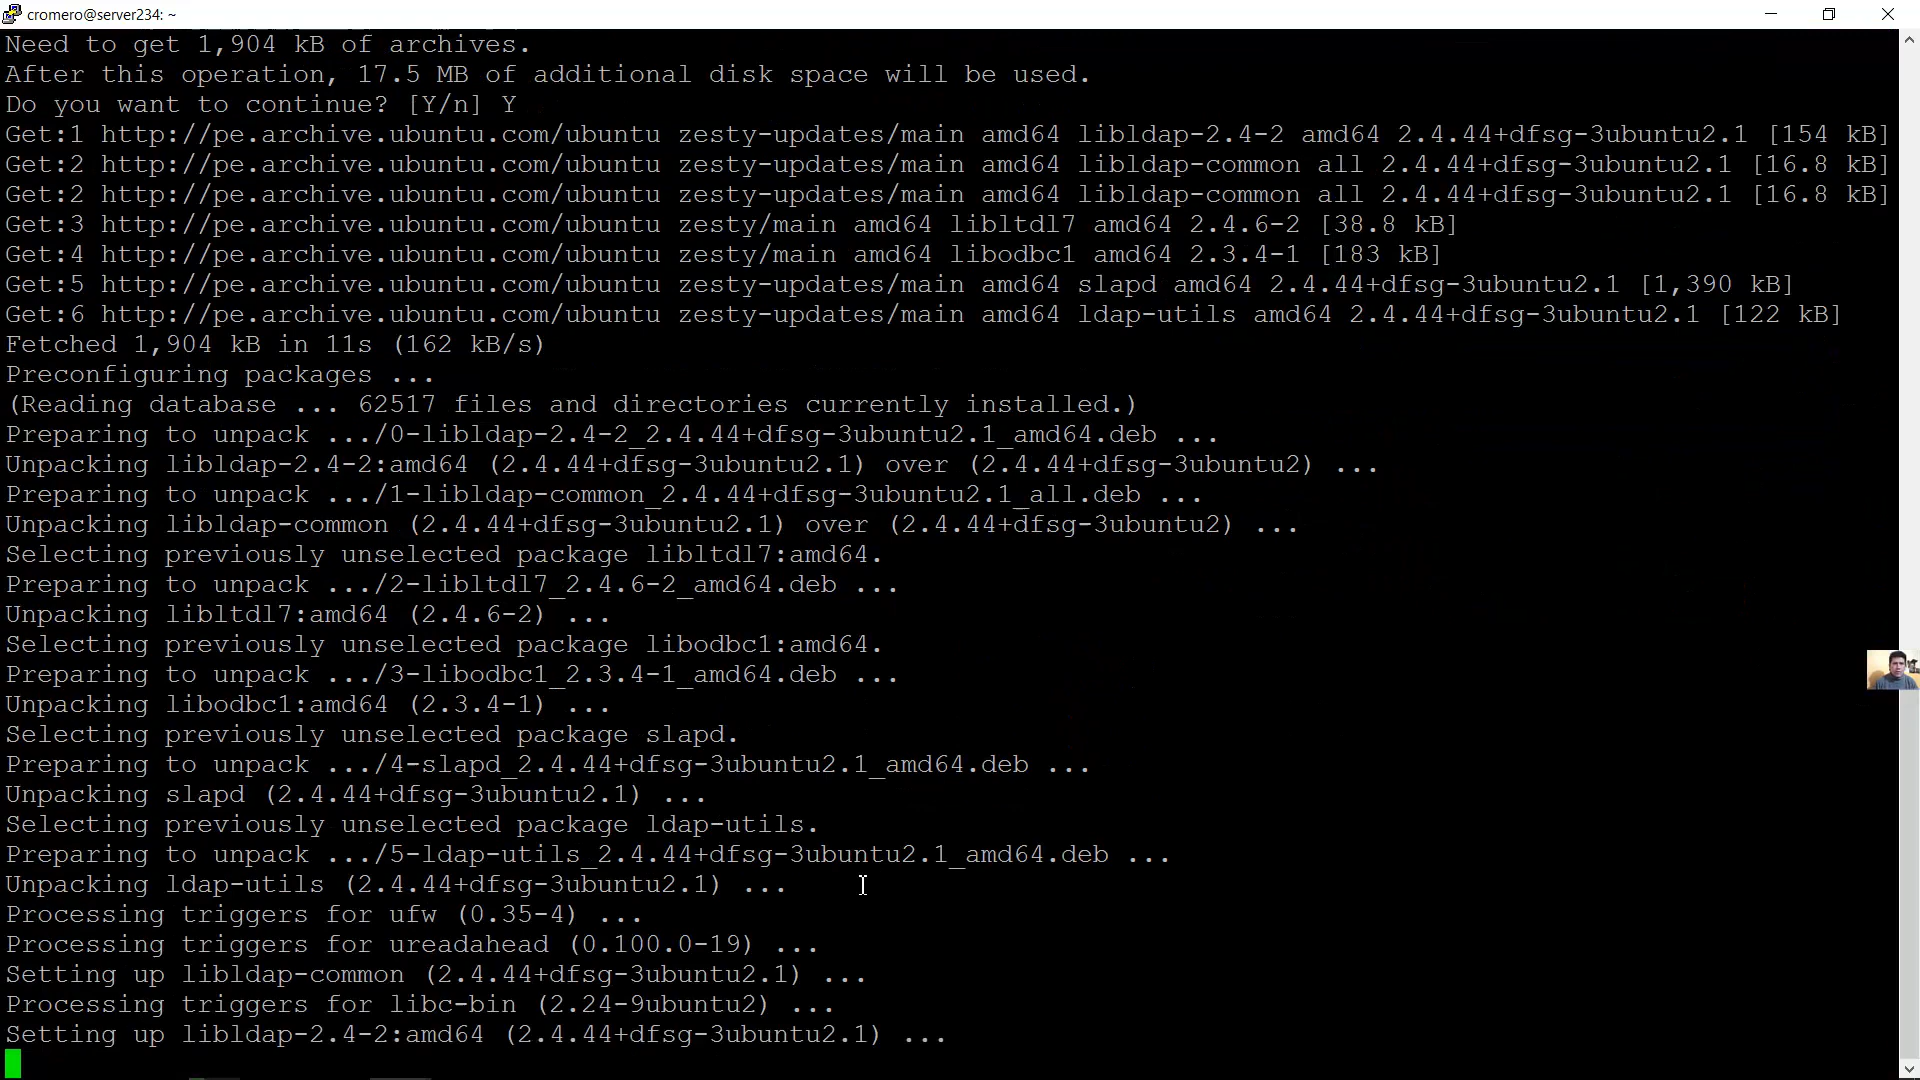 cromero@server234: ~
Need to get 1,904 kB of archives.
After this operation, 17.5 MB of additional disk space will be used.
Do you want to continue? [Y/n] Y
Get:1 http://pe.archive.ubuntu.com/ubuntu zesty-updates/main amd64 libldap-2.4-2 amd64 2.4.44+dfsg-3ubuntu2.1 [154 kB]
Get:2 http://pe.archive.ubuntu.com/ubuntu zesty-updates/main amd64 libldap-common all 2.4.44+dfsg-3ubuntu2.1 [16.8 kB]
Get:2 http://pe.archive.ubuntu.com/ubuntu zesty-updates/main amd64 libldap-common all 2.4.44+dfsg-3ubuntu2.1 [16.8 kB]
Get:3 http://pe.archive.ubuntu.com/ubuntu zesty/main amd64 libltdl7 amd64 2.4.6-2 [38.8 kB]
Get:4 http://pe.archive.ubuntu.com/ubuntu zesty/main amd64 libodbc1 amd64 2.3.4-1 [183 kB]
Get:5 http://pe.archive.ubuntu.com/ubuntu zesty-updates/main amd64 slapd amd64 2.4.44+dfsg-3ubuntu2.1 [1,390 kB]
Get:6 http://pe.archive.ubuntu.com/ubuntu zesty-updates/main amd64 ldap-utils amd64 2.4.44+dfsg-3ubuntu2.1 [122 kB]
Fetched 1,904 kB in 11s (162 kB/s)
Preconfiguring packages ...
(Reading database ... 62517 files and directories currently installed.)
Preparing to unpack .../0-libldap-2.4-2_2.4.44+dfsg-3ubuntu2.1_amd64.deb ...
Unpacking libldap-2.4-2:amd64 (2.4.44+dfsg-3ubuntu2.1) over (2.4.44+dfsg-3ubuntu2) ...
Preparing to unpack .../1-libldap-common_2.4.44+dfsg-3ubuntu2.1_all.deb ...
Unpacking libldap-common (2.4.44+dfsg-3ubuntu2.1) over (2.4.44+dfsg-3ubuntu2) ...
Selecting previously unselected package libltdl7:amd64.
Preparing to unpack .../2-libltdl7_2.4.6-2_amd64.deb ...
Unpacking libltdl7:amd64 (2.4.6-2) ...
Selecting previously unselected package libodbc1:amd64.
Preparing to unpack .../3-libodbc1_2.3.4-1_amd64.deb ...
Unpacking libodbc1:amd64 (2.3.4-1) ...
Selecting previously unselected package slapd.
Preparing to unpack .../4-slapd_2.4.44+dfsg-3ubuntu2.1_amd64.deb ...
Unpacking slapd (2.4.44+dfsg-3ubuntu2.1) ...
Selecting previously unselected package ldap-utils.
Preparing to unpack .../5-ldap-utils_2.4.44+dfsg-3ubuntu2.1_amd64.deb ...
Unpacking ldap-utils (2.4.44+dfsg-3ubuntu2.1) ...
Processing triggers for ufw (0.35-4) ...
Processing triggers for ureadahead (0.100.0-19) ...
Setting up libldap-common (2.4.44+dfsg-3ubuntu2.1) ...
Processing triggers for libc-bin (2.24-9ubuntu2) ...
Setting up libldap-2.4-2:amd64 (2.4.44+dfsg-3ubuntu2.1) ...